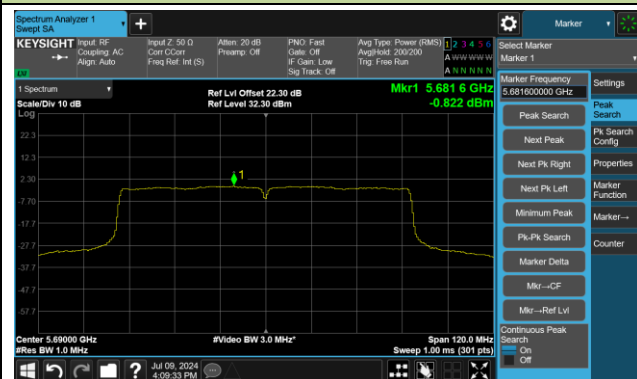 Spectrum Analyzer 1
Swept SA
+
Marker
KEYSIGHT
Input: RF
Coupling: AC
Align: Auto
Input Z: 50 Ω
Corr CCorr
Freq Ref: Int (S)
Atten: 20 dB
Preamp: Off
PNO: Fast
Gate: Off
IF Gain: Low
Sig Track: Off
Avg Type: Power (RMS)
Avg|Hold: 200/200
Trig: Free Run
1 2 3 4 5 6
A W W W W W
A N N N N N
Select Marker
Marker 1
1 Spectrum
Scale/Div 10 dB
Log
Ref Lvl Offset 22.30 dB
Ref Level 32.30 dBm
Mkr1 5.681 6 GHz
-0.822 dBm
22.3
12.3
2.30
-7.70
-17.7
-27.7
-37.7
-47.7
-57.7
1
Center 5.69000 GHz
#Res BW 1.0 MHz
#Video BW 3.0 MHz*
Span 120.0 MHz
Sweep 1.00 ms (301 pts)
Marker Frequency
5.681600000 GHz
Peak Search
Next Peak
Next Pk Right
Next Pk Left
Minimum Peak
Pk-Pk Search
Marker Delta
Mkr→CF
Mkr→Ref Lvl
Continuous Peak
Search
On
Off
Settings
Peak
Search
Pk Search
Config
Properties
Marker
Function
Marker→
Counter
?
Jul 09, 2024
4:09:33 PM